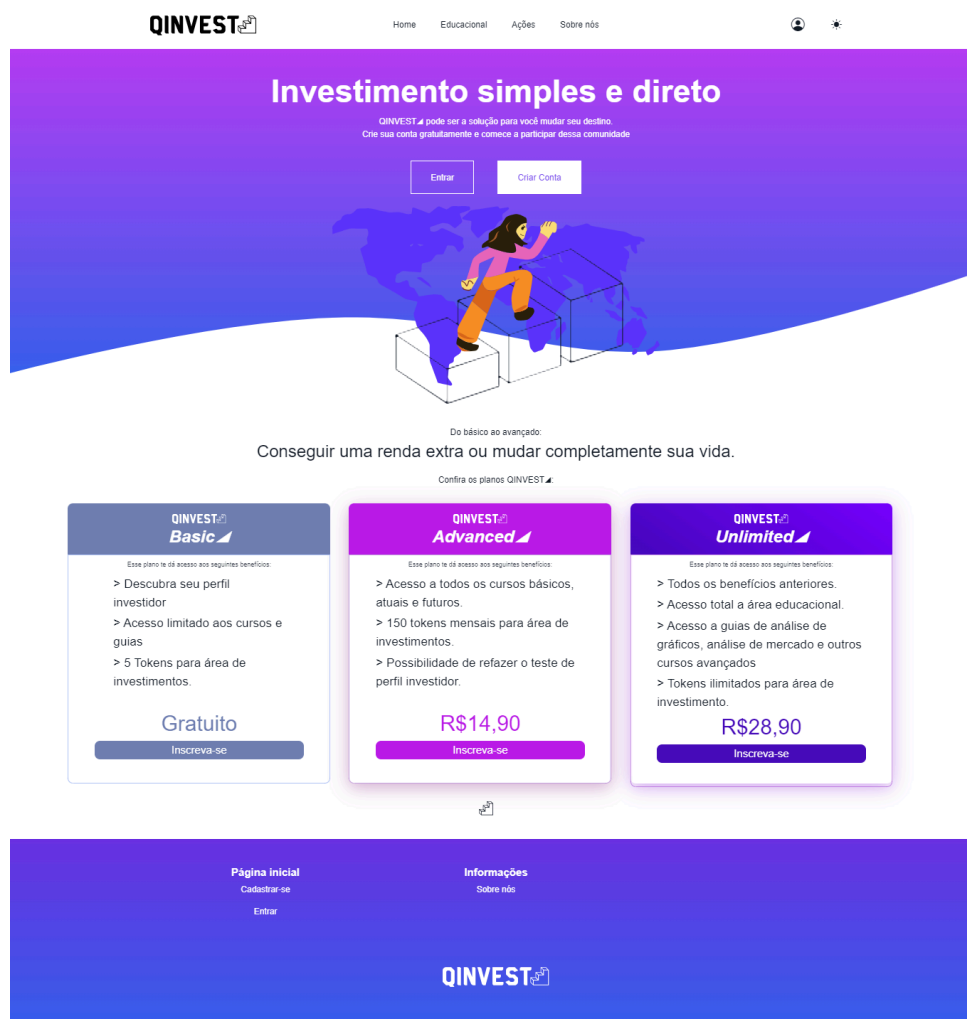 QINVEST
Home Educacional Ações Sobre nós
Investimento simples e direto
QINVEST pode ser a solução para você mudar seu destino.
Crie sua conta gratuitamente e comece a participar dessa comunidade
Entrar Criar Conta
Do básico ao avançado:
Conseguir uma renda extra ou mudar completamente sua vida.
Confira os planos QINVEST:
QINVEST
Basic
Esse plano te dá acesso aos seguintes benefícios:
> Descubra seu perfil
investidor
> Acesso limitado aos cursos e
guias
> 5 Tokens para área de
investimentos.
Gratuito
Inscreva-se
QINVEST
Advanced
Esse plano te dá acesso aos seguintes benefícios:
> Acesso a todos os cursos básicos,
atuais e futuros.
> 150 tokens mensais para área de
investimentos.
> Possibilidade de refazer o teste de
perfil investidor.
R$14,90
Inscreva-se
QINVEST
Unlimited
Esse plano te dá acesso aos seguintes benefícios:
> Todos os benefícios anteriores.
> Acesso total a área educacional.
> Acesso a guias de análise de
gráficos, análise de mercado e outros
cursos avançados
> Tokens ilimitados para área de
investimento.
R$28,90
Inscreva-se
Página inicial
Cadastrar-se
Entrar
Informações
Sobre nós
QINVEST